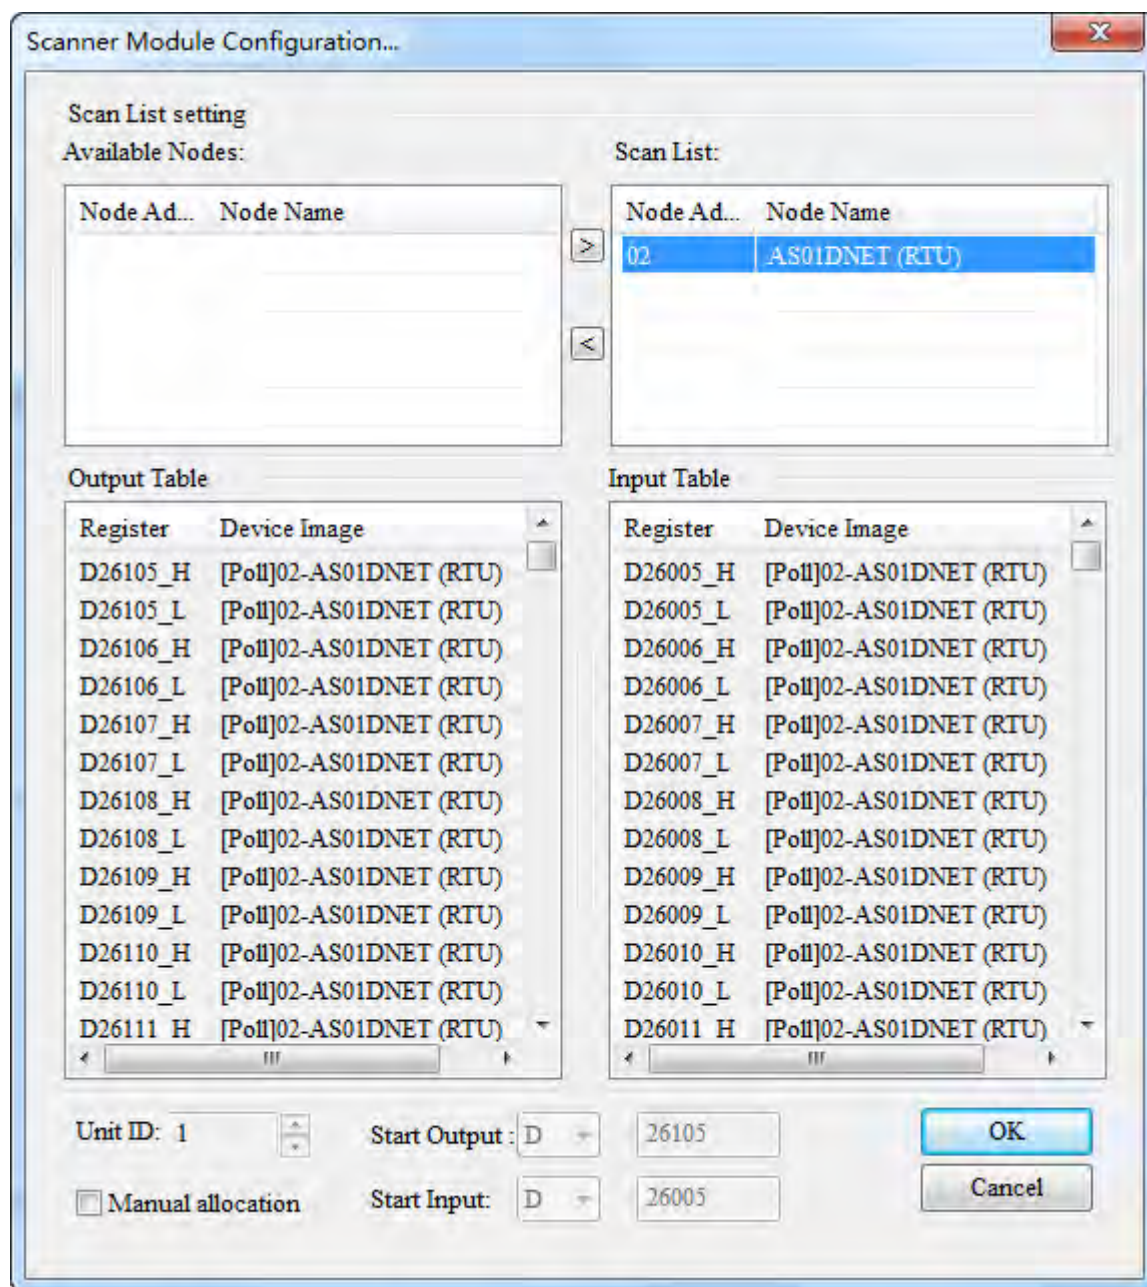 Scanner Module Configuration...
Scan List setting
Available Nodes:
Scan List:
Node Ad... Node Name
Node Ad... Node Name
>
02 AS01DNET (RTU)
<
Output Table
Input Table
Register Device Image
D26105_H [Poll]02-AS01DNET (RTU)
D26105_L [Poll]02-AS01DNET (RTU)
D26106_H [Poll]02-AS01DNET (RTU)
D26106_L [Poll]02-AS01DNET (RTU)
D26107_H [Poll]02-AS01DNET (RTU)
D26107_L [Poll]02-AS01DNET (RTU)
D26108_H [Poll]02-AS01DNET (RTU)
D26108_L [Poll]02-AS01DNET (RTU)
D26109_H [Poll]02-AS01DNET (RTU)
D26109_L [Poll]02-AS01DNET (RTU)
D26110_H [Poll]02-AS01DNET (RTU)
D26110_L [Poll]02-AS01DNET (RTU)
D26111_H [Poll]02-AS01DNET (RTU)
Register Device Image
D26005_H [Poll]02-AS01DNET (RTU)
D26005_L [Poll]02-AS01DNET (RTU)
D26006_H [Poll]02-AS01DNET (RTU)
D26006_L [Poll]02-AS01DNET (RTU)
D26007_H [Poll]02-AS01DNET (RTU)
D26007_L [Poll]02-AS01DNET (RTU)
D26008_H [Poll]02-AS01DNET (RTU)
D26008_L [Poll]02-AS01DNET (RTU)
D26009_H [Poll]02-AS01DNET (RTU)
D26009_L [Poll]02-AS01DNET (RTU)
D26010_H [Poll]02-AS01DNET (RTU)
D26010_L [Poll]02-AS01DNET (RTU)
D26011_H [Poll]02-AS01DNET (RTU)
Unit ID: 1
Start Output : D 26105
OK
Manual allocation
Start Input: D 26005
Cancel